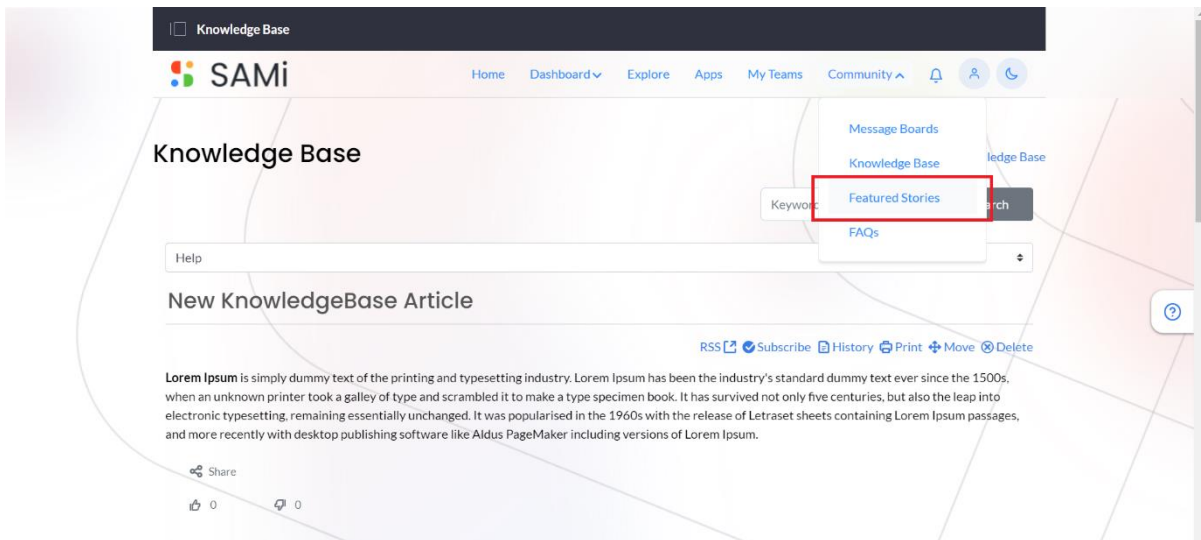 Knowledge Base
SAMi
Home Dashboard Explore Apps My Teams Community
Message Boards
Knowledge Base
Knowledge Base
ledge Base
Featured Stories
Keyword
arch
FAQs
Help
New KnowledgeBase Article
RSS Subscribe History Print Move Delete
Lorem Ipsum is simply dummy text of the printing and typesetting industry. Lorem Ipsum has been the industry's standard dummy text ever since the 1500s,
when an unknown printer took a galley of type and scrambled it to make a type specimen book. It has survived not only five centuries, but also the leap into
electronic typesetting, remaining essentially unchanged. It was popularised in the 1960s with the release of Letraset sheets containing Lorem Ipsum passages,
and more recently with desktop publishing software like Aldus PageMaker including versions of Lorem Ipsum.
Share
0 0